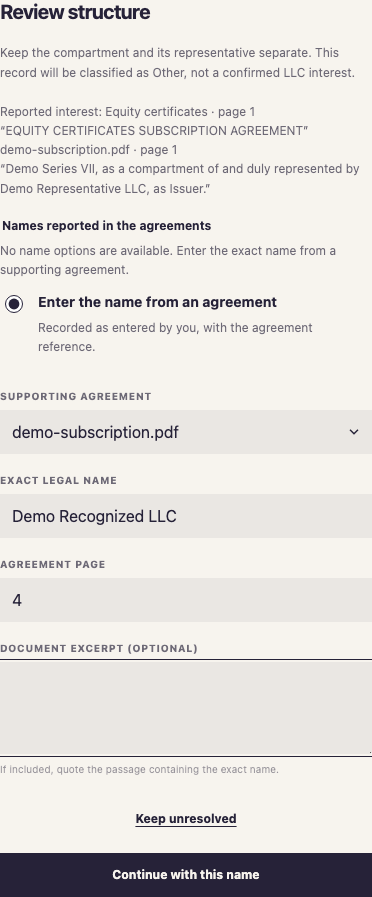 Review structure
Keep the compartment and its representative separate. This
record will be classified as Other, not a confirmed LLC interest.
Reported interest: Equity certificates · page 1
“EQUITY CERTIFICATES SUBSCRIPTION AGREEMENT”
demo-subscription.pdf · page 1
“Demo Series VII, as a compartment of and duly represented by
Demo Representative LLC, as Issuer.”
Names reported in the agreements
No name options are available. Enter the exact name from a
supporting agreement.
Enter the name from an agreement
Recorded as entered by you, with the agreement
reference.
SUPPORTING AGREEMENT
demo-subscription.pdf
EXACT LEGAL NAME
Demo Recognized LLC
AGREEMENT PAGE
4
DOCUMENT EXCERPT (OPTIONAL)
If included, quote the passage containing the exact name.
Keep unresolved
Continue with this name